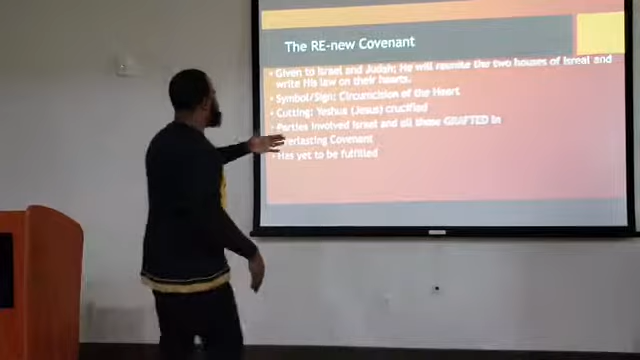 The RE-new Covenant
• Given to Israel and Judah; He will reunite the two houses of Isreal and
write His law on their hearts.
• Symbol/Sign: Circumcision of the Heart
• Cutting: Yeshua (Jesus) crucified
• Parties involved Israel and all those GRAFTED in
Everlasting Covenant
• Has yet to be fulfilled